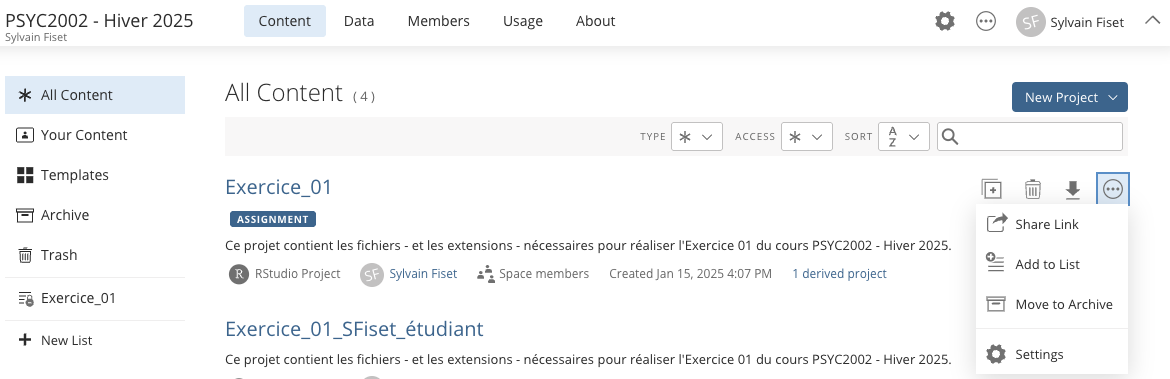 PSYC2002 - Hiver 2025
Sylvain Fiset
Content Data Members Usage About
SF Sylvain Fiset
All Content
Your Content
Templates
Archive
Trash
Exercice_01
New List
All Content ( 4 )
New Project
TYPE ACCESS SORT A Z
Exercice_01
ASSIGNMENT
Ce projet contient les fichiers - et les extensions - nécessaires pour réaliser l'Exercice 01 du cours PSYC2002 - Hiver 2025.
R RStudio Project SF Sylvain Fiset Space members Created Jan 15, 2025 4:07 PM 1 derived project
Share Link
Add to List
Move to Archive
Settings
Exercice_01_SFiset_étudiant
Ce projet contient les fichiers - et les extensions - nécessaires pour réaliser l'Exercice 01 du cours PSYC2002 - Hiver 2025.